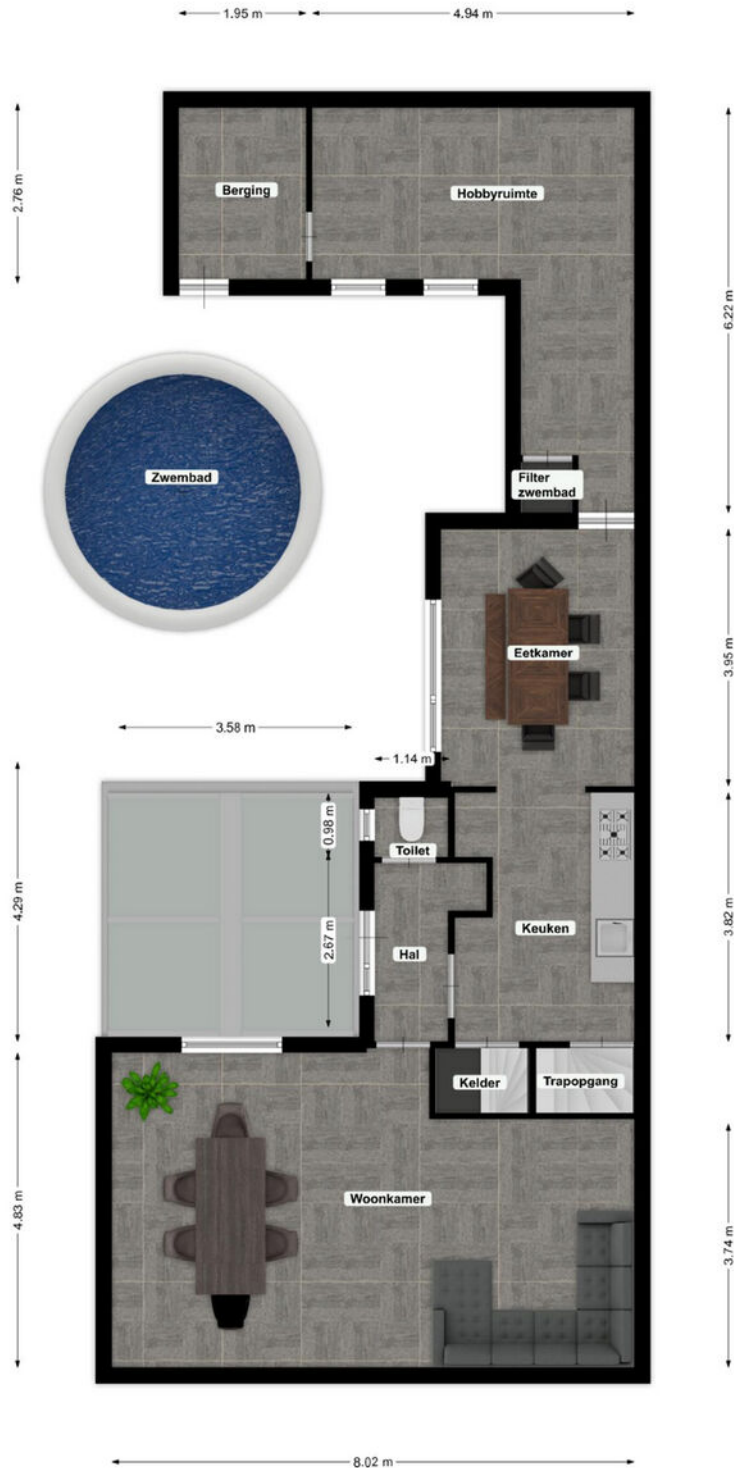 1.95 m
4.94 m
2.76 m
Berging
Hobbyruimte
6.22 m
Zwembad
Filter
zwembad
Eetkamer
3.95 m
3.58 m
1.14 m
0.98 m
Toilet
4.29 m
Keuken
3.82 m
2.67 m
Hal
Kelder
Trapopgang
Woonkamer
4.83 m
3.74 m
8.02 m